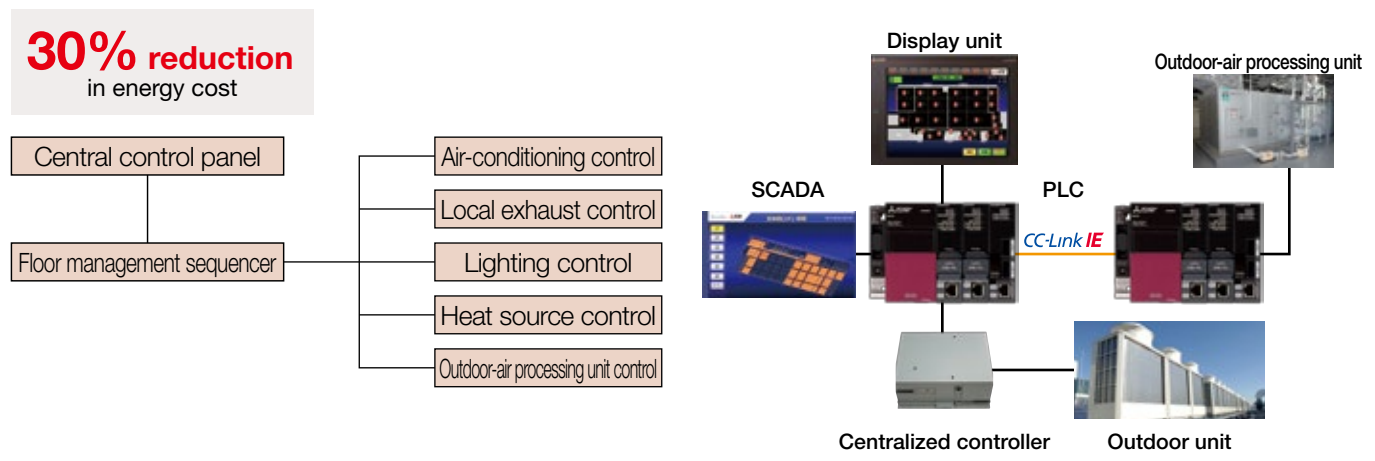 30% reduction
in energy cost
Central control panel
Floor management sequencer
Air-conditioning control
Local exhaust control
Lighting control
Heat source control
Outdoor-air processing unit control
Display unit
Outdoor-air processing unit
SCADA
PLC
CC-Link IE
Centralized controller
Outdoor unit